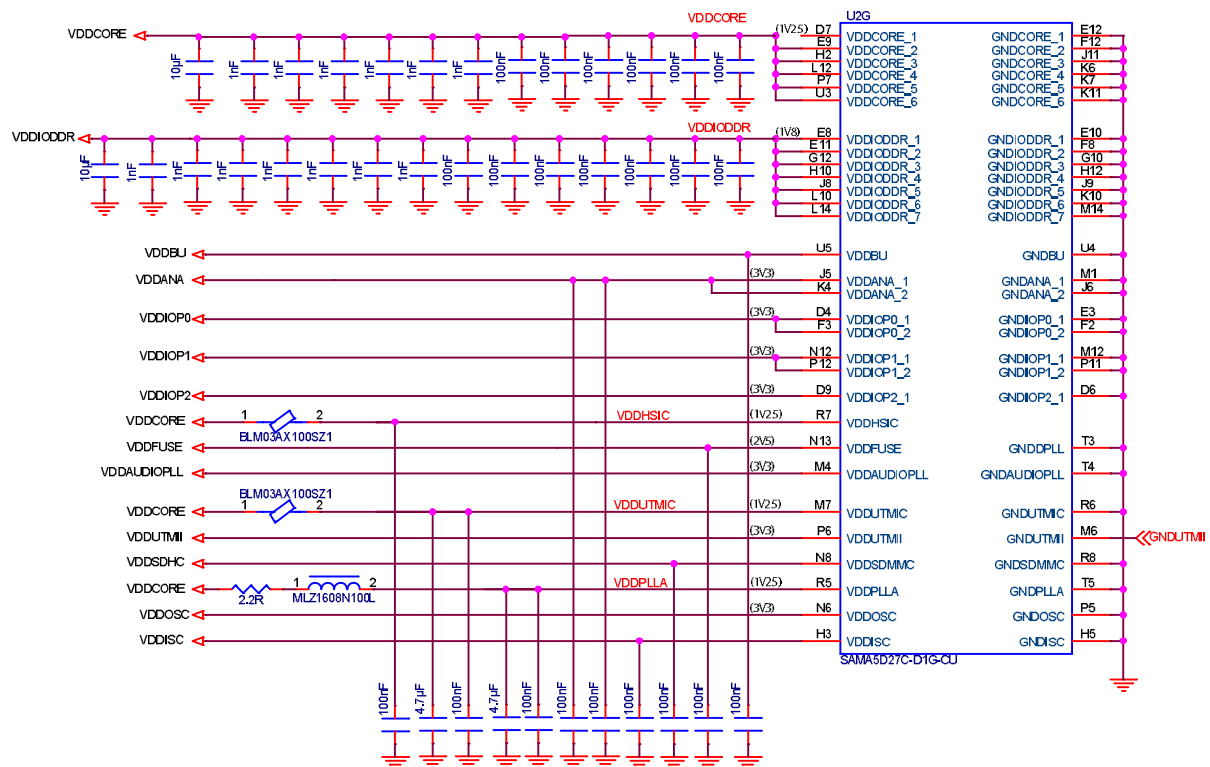 U2G
VDDCORE VDDCORE (1V25) D7 VDDCORE_1 GNDCORE_1 E12
E9 VDDCORE_2 GNDCORE_2 F12
H2 VDDCORE_3 GNDCORE_3 J11
L12 VDDCORE_4 GNDCORE_4 K6
P7 VDDCORE_5 GNDCORE_5 K7
U3 VDDCORE_6 GNDCORE_6 K11
10µF 1nF 1nF 1nF 1nF 1nF 1nF 100nF 100nF 100nF 100nF 100nF 100nF
VDDIODDR VDDIODDR (1V8) E8 VDDIODDR_1 GNDIODDR_1 E10
E11 VDDIODDR_2 GNDIODDR_2 F8
G12 VDDIODDR_3 GNDIODDR_3 G10
H10 VDDIODDR_4 GNDIODDR_4 H12
J8 VDDIODDR_5 GNDIODDR_5 J9
L10 VDDIODDR_6 GNDIODDR_6 K10
L14 VDDIODDR_7 GNDIODDR_7 M14
10µF 1nF 1nF 1nF 1nF 1nF 1nF 1nF 100nF 100nF 100nF 100nF 100nF 100nF 100nF
VDDBU U5 VDDBU GNDBU U4
VDDANA (3V3) J5 VDDANA_1 GNDANA_1 M1
K4 VDDANA_2 GNDANA_2 J6
VDDIOP0 (3V3) D4 VDDIOP0_1 GNDIOP0_1 E3
F3 VDDIOP0_2 GNDIOP0_2 F2
VDDIOP1 (3V3) N12 VDDIOP1_1 GNDIOP1_1 M12
P12 VDDIOP1_2 GNDIOP1_2 P11
VDDIOP2 (3V3) D9 VDDIOP2_1 GNDIOP2_1 D6
VDDCORE 1 2 VDDHSIC (1V25) R7 VDDHSIC
BLM03AX100SZ1
VDDFUSE (2V5) N13 VDDFUSE GNDDPLL T3
VDDAUDIOPLL (3V3) M4 VDDAUDIOPLL GNDAUDIOPLL T4
BLM03AX100SZ1
VDDCORE 1 2 VDDUTMIC (1V25) M7 VDDUTMIC GNDUTMIC R6
VDDUTMII (3V3) P6 VDDUTMII GNDUTMII M6 GNDUTMII
VDDSDHC N8 VDDSDMMC GNDSDMMC R8
VDDCORE 2.2R 1 2 VDDPLLA (1V25) R5 VDDPLLA GNDPLLA T5
MLZ1608N100L
VDDOSC (3V3) N6 VDDOSC GNDOSC P5
VDDISC H3 VDDISC GNDISC H5
SAMA5D27C-D1G-CU
100nF 4.7µF 100nF 4.7µF 100nF 100nF 100nF 100nF 100nF 100nF 100nF